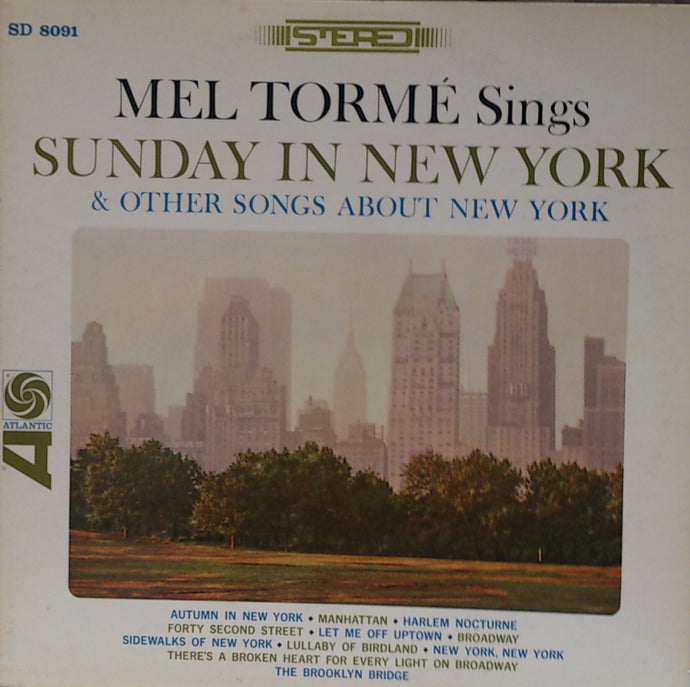 SD 8091
STEREO
MEL TORMÉ Sings
SUNDAY IN NEW YORK
& OTHER SONGS ABOUT NEW YORK
ESSEX
HOUSE
ATLANTIC
A
AUTUMN IN NEW YORK • MANHATTAN • HARLEM NOCTURNE
FORTY SECOND STREET • LET ME OFF UPTOWN • BROADWAY
SIDEWALKS OF NEW YORK • LULLABY OF BIRDLAND • NEW YORK, NEW YORK
THERE'S A BROKEN HEART FOR EVERY LIGHT ON BROADWAY
THE BROOKLYN BRIDGE